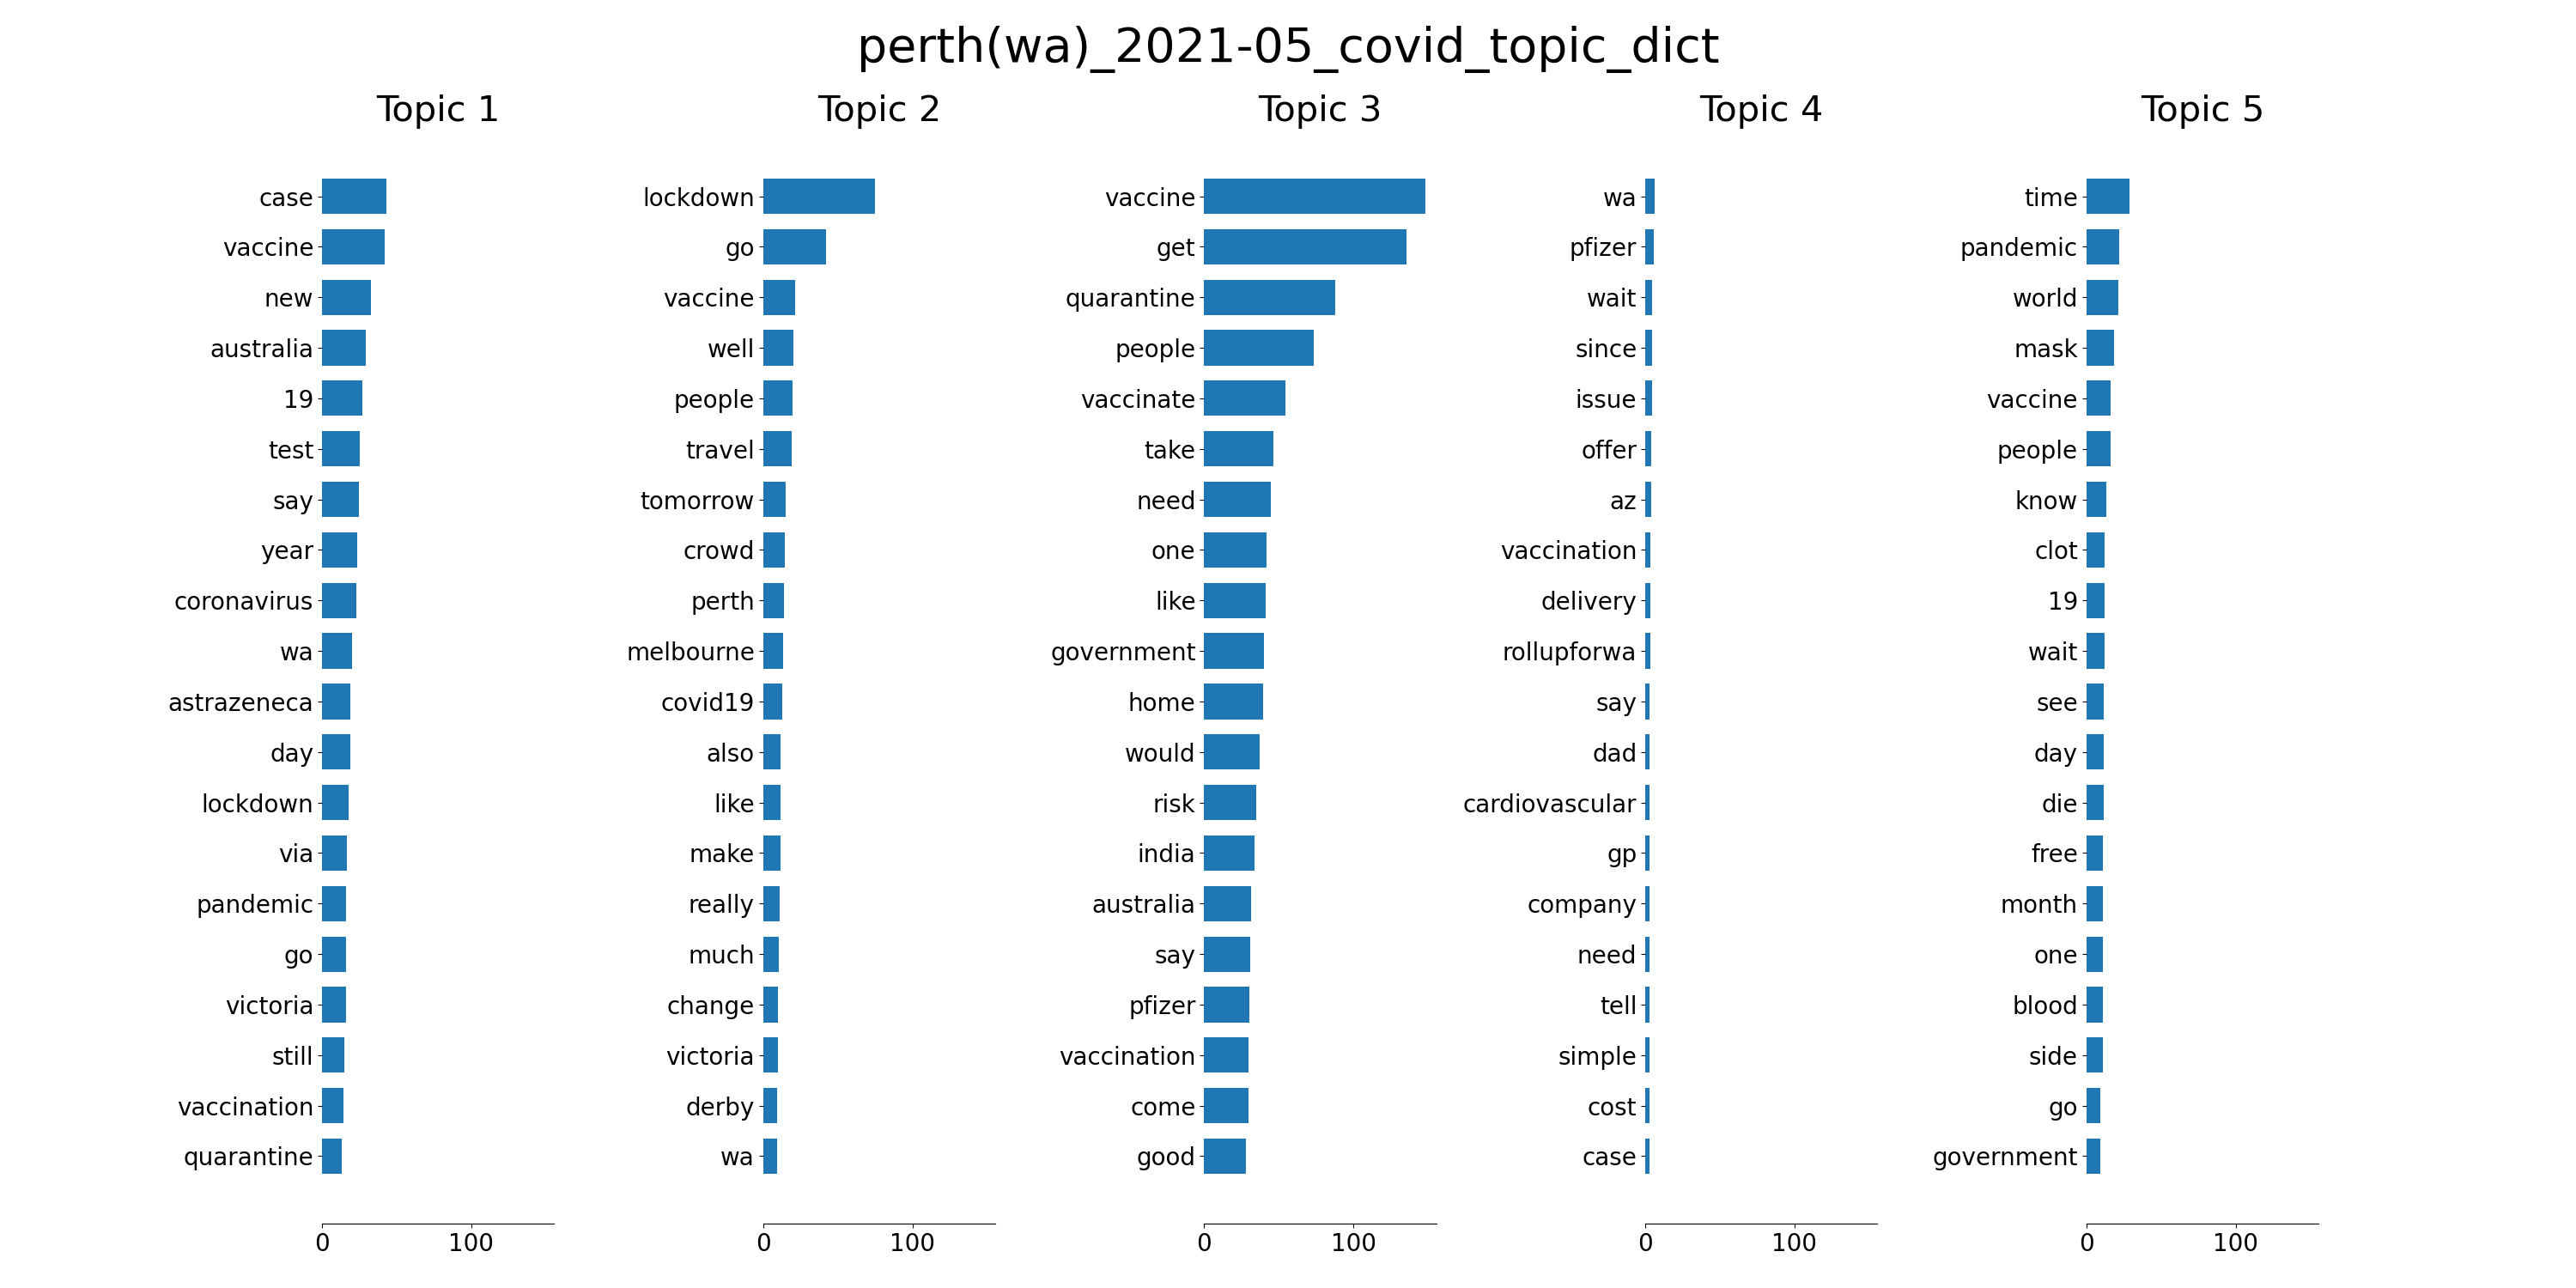 perth(wa)_2021-05_covid_topic_dict
Topic 1
case
vaccine
new
australia
19
test
say
year
coronavirus
wa
astrazeneca
day
lockdown
via
pandemic
go
victoria
still
vaccination
quarantine
0 100
Topic 2
lockdown
go
vaccine
well
people
travel
tomorrow
crowd
perth
melbourne
covid19
also
like
make
really
much
change
victoria
derby
wa
0 100
Topic 3
vaccine
get
quarantine
people
vaccinate
take
need
one
like
government
home
would
risk
india
australia
say
pfizer
vaccination
come
good
0 100
Topic 4
wa
pfizer
wait
since
issue
offer
az
vaccination
delivery
rollupforwa
say
dad
cardiovascular
gp
company
need
tell
simple
cost
case
0 100
Topic 5
time
pandemic
world
mask
vaccine
people
know
clot
19
wait
see
day
die
free
month
one
blood
side
go
government
0 100